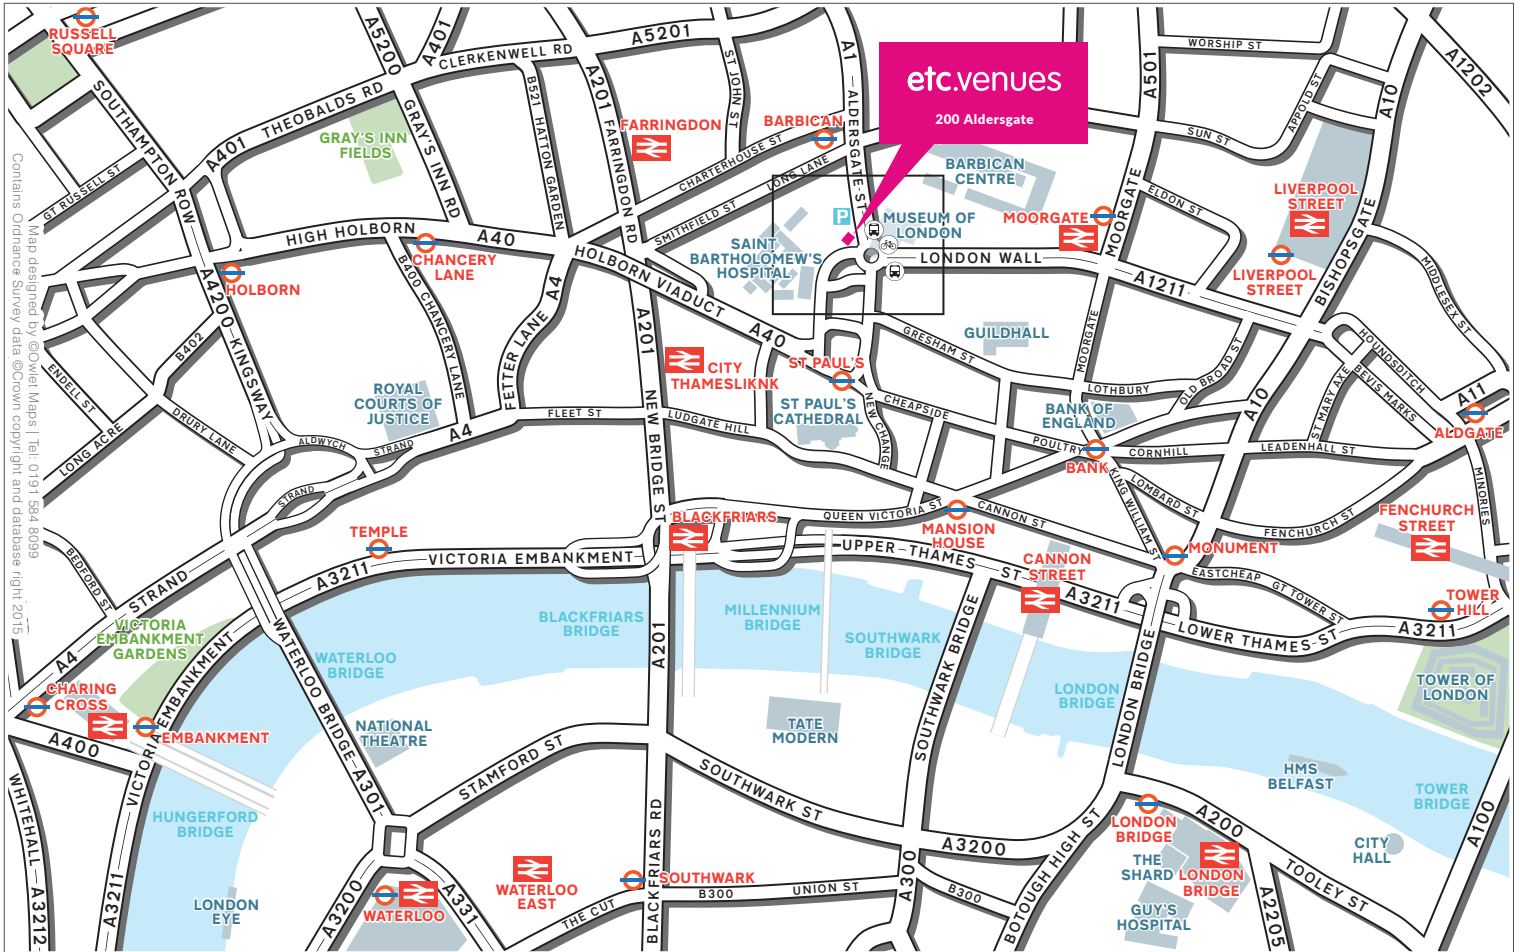 RUSSELL
SQUARE
A5200
A401
CLERKENWELL RD
A5201
ST JOHN ST
A1
ALDERSGATE-ST
etc.venues
200 Aldersgate
A501
WORSHIP ST
A10
A1202
APPOLD ST
SUN ST
SOUTHAMPTON ROW
THEOBALDS RD
A401
GRAY'S INN
FIELDS
GRAY'S INN RD
B521 HATTON GARDEN
A201 FARRINGDON RD
FARRINGDON
BARBICAN
CHARTERHOUSE ST
LONG LANE
SMITHFIELD ST
BARBICAN
CENTRE
MOORGATE
MOORGATE
ELDON ST
LIVERPOOL
STREET
LIVERPOOL
STREET
BISHOPSGATE
MIDDLESEX ST
GT RUSSELL ST
P
MUSEUM OF
LONDON
SAINT
BARTHOLOMEW'S
HOSPITAL
LONDON WALL
A1211
HIGH HOLBORN
A40
CHANCERY
LANE
HOLBORN
HOLBORN VIADUCT
A40
A4
FETTER LANE
B400 CHANCERY LANE
A4200 KINGSWAY
B402
ENDELL ST
DRURY LANE
LONG ACRE
A201
CITY
THAMESLIKNK
ST PAUL'S
ST PAUL'S
CATHEDRAL
NEW CHANGE
GRESHAM ST
GUILDHALL
MOORGATE
LOTHBURY
OLD BROAD ST
A10
HOUNDSDITCH
BEVIS MARKS
ST MARY AXE
A11
ALDGATE
ROYAL
COURTS OF
JUSTICE
FLEET ST
A4
STRAND
ALDWYCH
STRAND
LUDGATE HILL
NEW BRIDGE ST
CHEAPSIDE
BANK OF
ENGLAND
POULTRY
BANK
CORNHILL
LEADENHALL ST
LOMBARD ST
KING WILLIAM ST
FENCHURCH ST
MINORIES
FENCHURCH
STREET
QUEEN VICTORIA ST
MANSION
HOUSE
CANNON ST
CANNON
STREET
MONUMENT
EASTCHEAP
GT TOWER ST
TOWER
HILL
BLACKFRIARS
TEMPLE
VICTORIA EMBANKMENT
A3211
UPPER-THAMES
ST
A3211
LOWER THAMES-ST
A3211
BEDFORD ST
STRAND
A4
VICTORIA
EMBANKMENT
GARDENS
CHARING
CROSS
EMBANKMENT
VICTORIA EMBANKMENT
A400
WHITEHALL
A3212
A3211
HUNGERFORD
BRIDGE
WATERLOO
BRIDGE
WATERLOO BRIDGE
A301
BLACKFRIARS
BRIDGE
A201
MILLENNIUM
BRIDGE
SOUTHWARK
BRIDGE
SOUTHWARK BRIDGE
LONDON
BRIDGE
LONDON BRIDGE
TOWER OF
LONDON
NATIONAL
THEATRE
TATE
MODERN
HMS
BELFAST
TOWER
BRIDGE
A100
STAMFORD ST
SOUTHWARK ST
A3200
BOTOUGH HIGH ST
LONDON
BRIDGE
A200
THE
SHARD
LONDON
BRIDGE
CITY
HALL
TOOLEY ST
A2205
GUY'S
HOSPITAL
LONDON
EYE
A3200
WATERLOO
A331
WATERLOO
EAST
THE CUT
SOUTHWARK
BLACKFRIARS RD
B300
UNION ST
A300
B300
Map designed by ©Owlet Maps | Tel: 0191 584 8099
Contains Ordnance Survey data ©Crown copyright and database right 2015